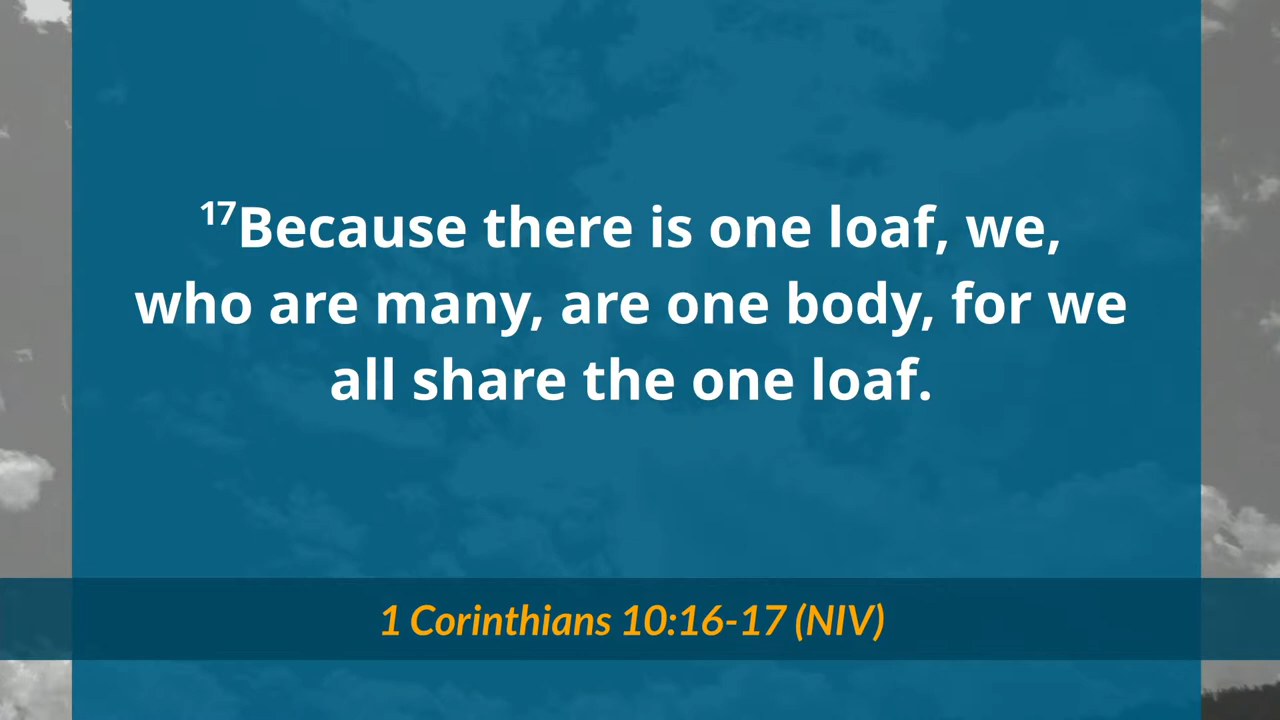 ¹⁷Because there is one loaf, we,
who are many, are one body, for we
all share the one loaf.
1 Corinthians 10:16-17 (NIV)